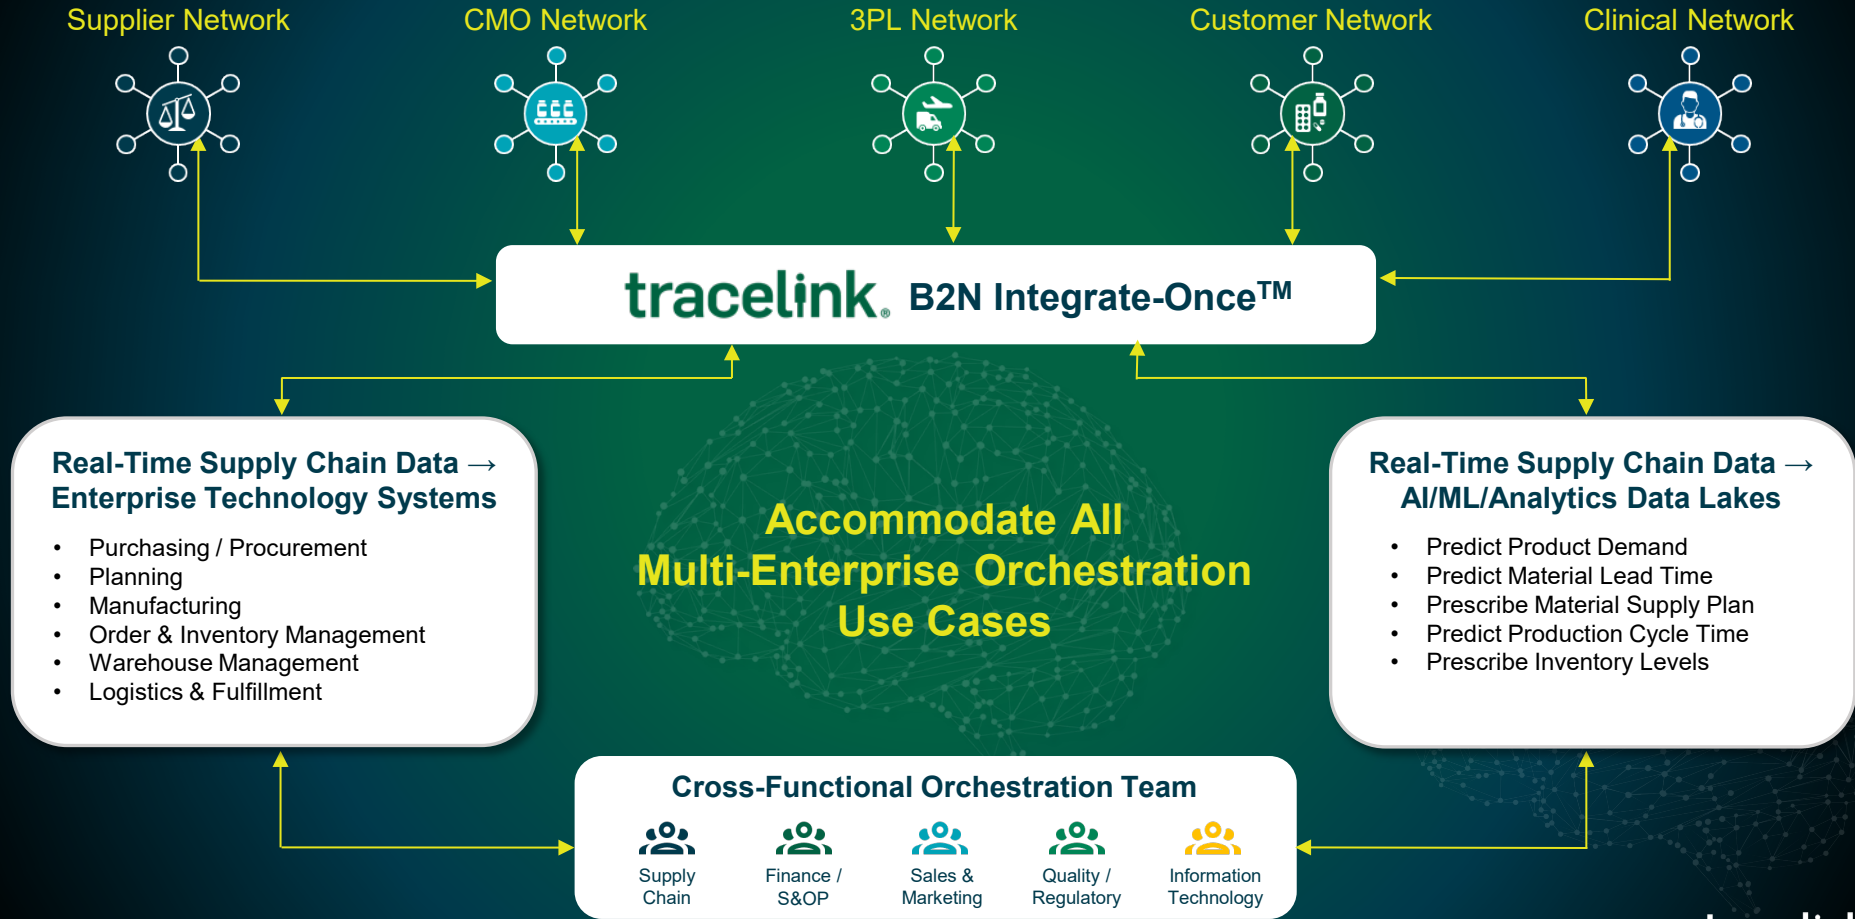 Supplier Network
CMO Network
3PL Network
Customer Network
Clinical Network
tracelink® B2N Integrate-Once™
Real-Time Supply Chain Data →
Enterprise Technology Systems
• Purchasing / Procurement
• Planning
• Manufacturing
• Order & Inventory Management
• Warehouse Management
• Logistics & Fulfillment
Accommodate All
Multi-Enterprise Orchestration
Use Cases
Real-Time Supply Chain Data →
AI/ML/Analytics Data Lakes
• Predict Product Demand
• Predict Material Lead Time
• Prescribe Material Supply Plan
• Predict Production Cycle Time
• Prescribe Inventory Levels
Cross-Functional Orchestration Team
Supply
Chain
Finance /
S&OP
Sales &
Marketing
Quality /
Regulatory
Information
Technology